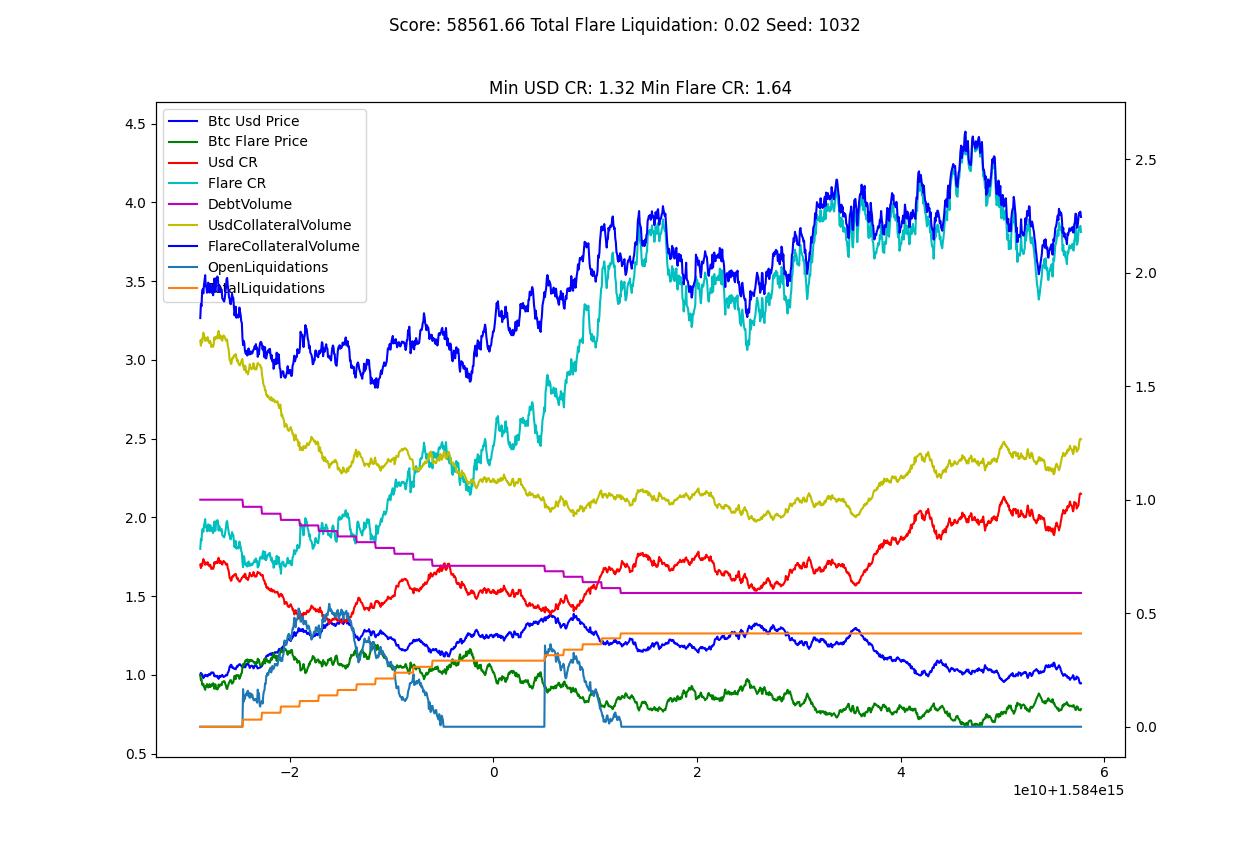 Score: 58561.66 Total Flare Liquidation: 0.02 Seed: 1032
Min USD CR: 1.32 Min Flare CR: 1.64
Btc Usd Price
Btc Flare Price
Usd CR
Flare CR
DebtVolume
UsdCollateralVolume
FlareCollateralVolume
OpenLiquidations
TotalLiquidations
4.5
4.0
3.5
3.0
2.5
2.0
1.5
1.0
0.5
2.5
2.0
1.5
1.0
0.5
0.0
−2 0 2 4 6
1e10+1.584e15